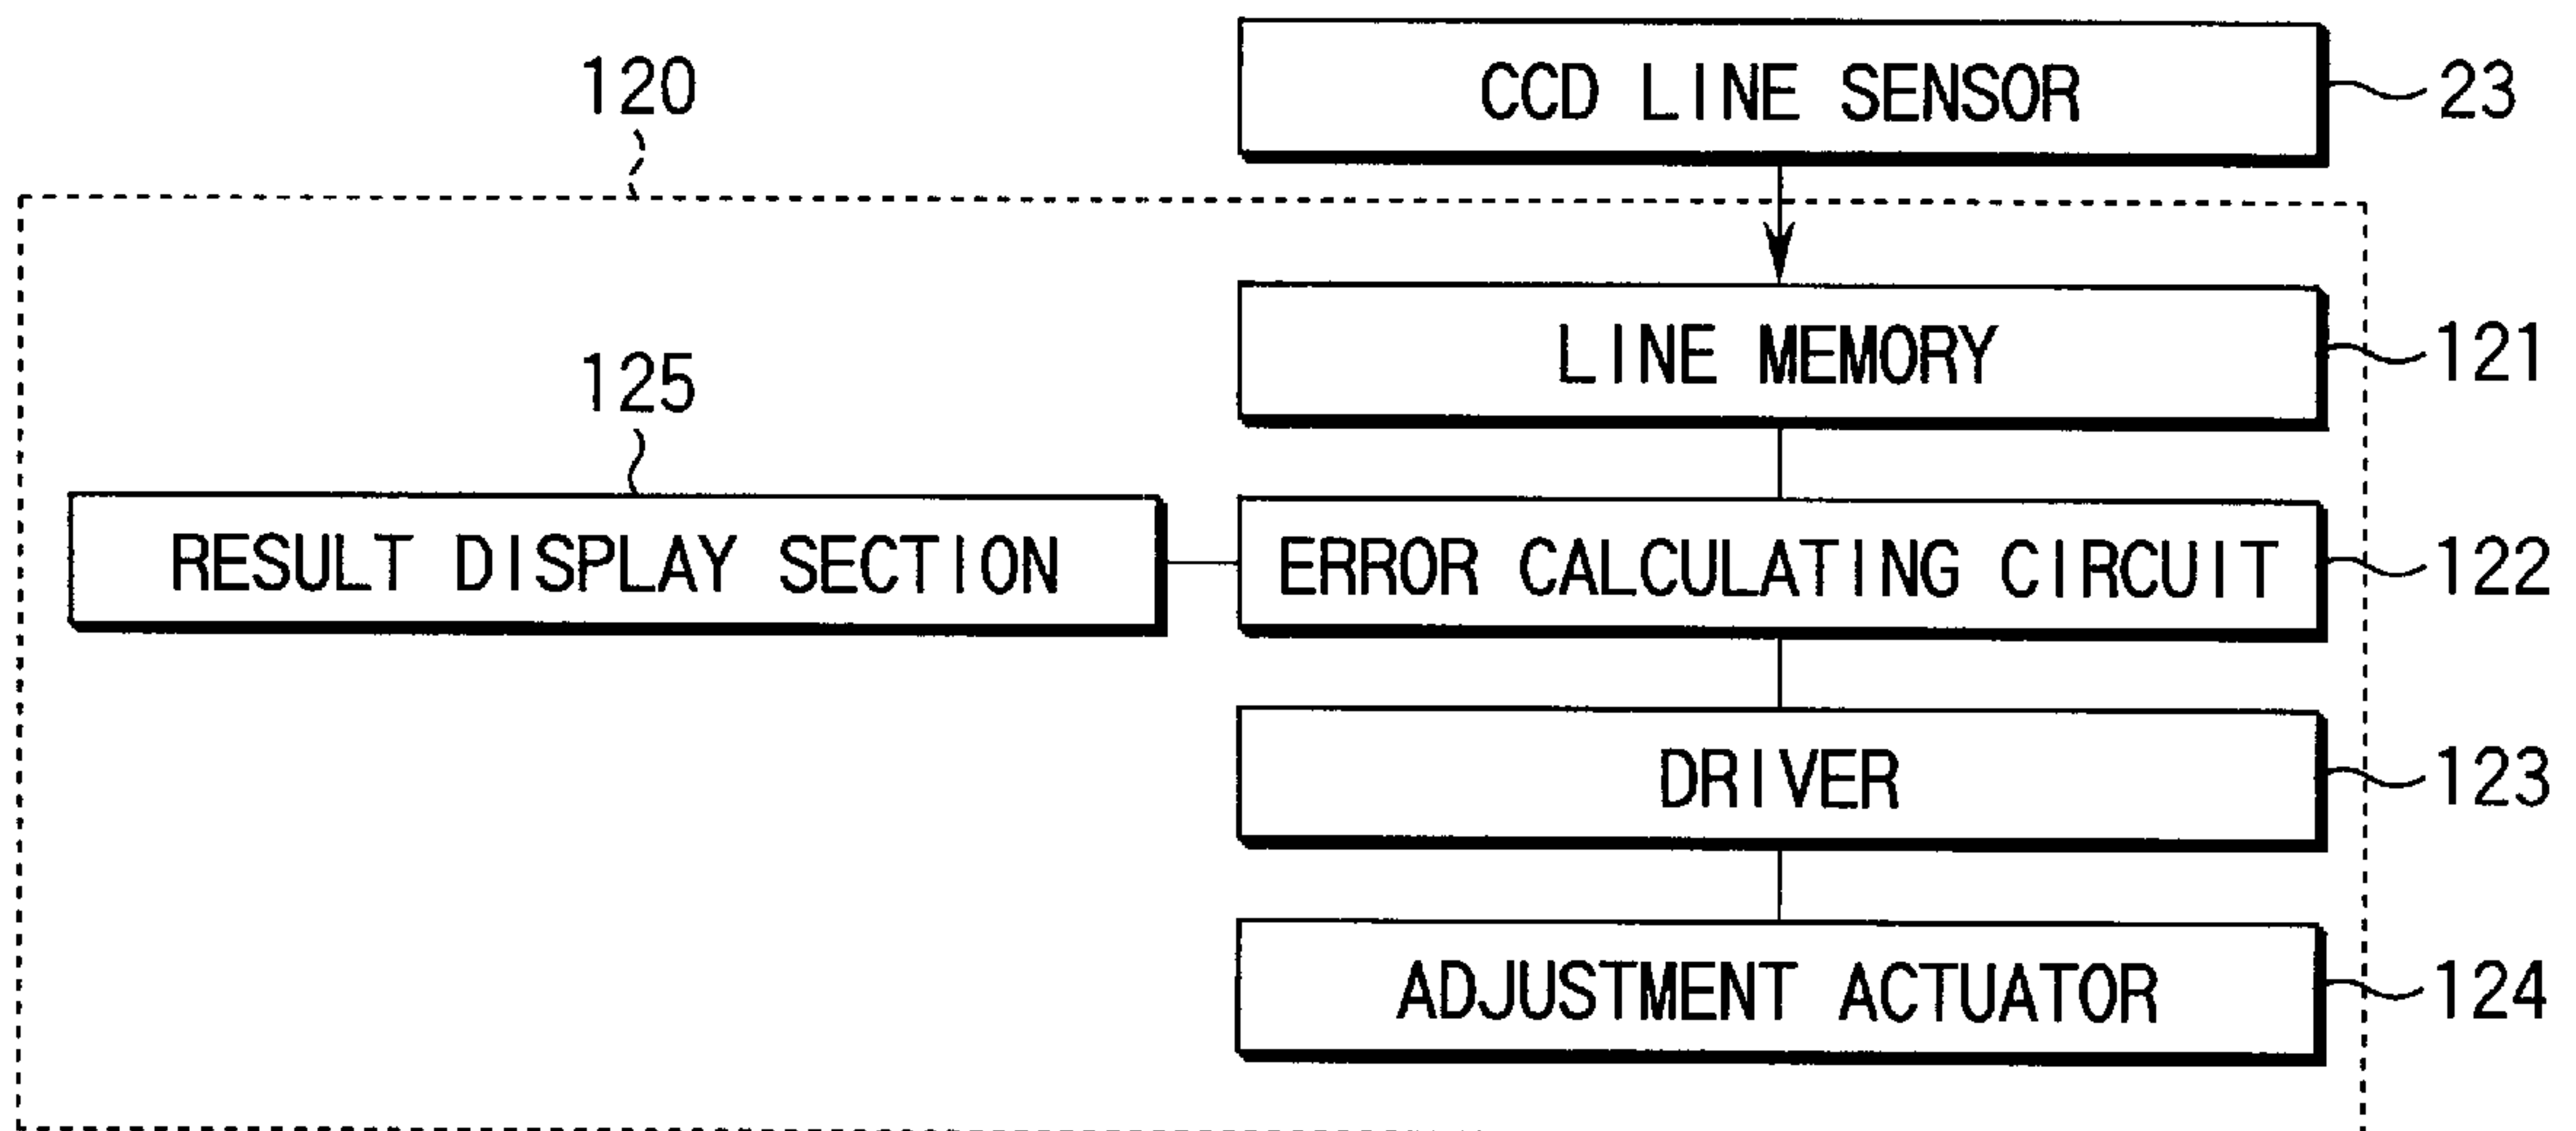 CCD LINE SENSOR
23
120
LINE MEMORY
121
125
RESULT DISPLAY SECTION
ERROR CALCULATING CIRCUIT
122
DRIVER
123
ADJUSTMENT ACTUATOR
124